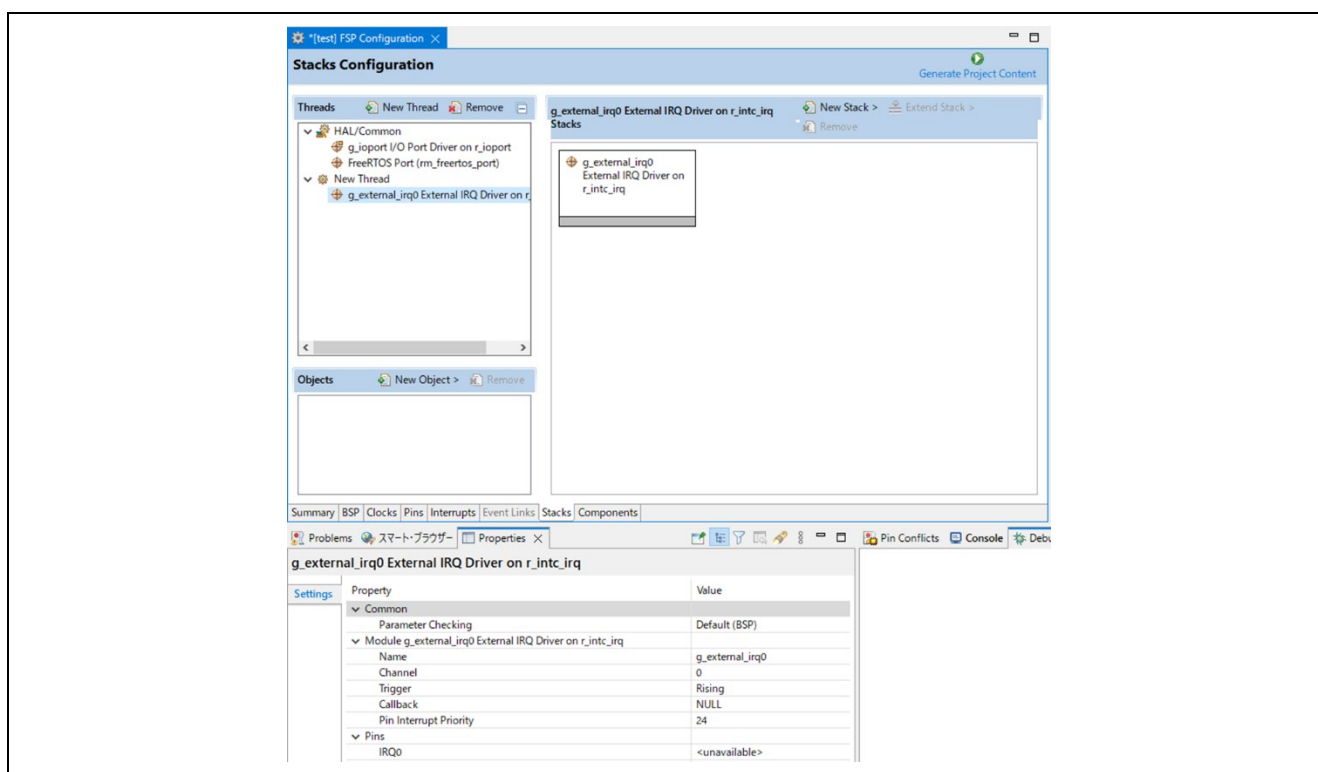 *[test] FSP Configuration
Stacks Configuration
Generate Project Content
Threads New Thread Remove
HAL/Common
g_ioport I/O Port Driver on r_ioport
FreeRTOS Port (rm_freertos_port)
New Thread
g_external_irq0 External IRQ Driver on r_
g_external_irq0 External IRQ Driver on r_intc_irq
Stacks
New Stack > Extend Stack >
Remove
g_external_irq0
External IRQ Driver on
r_intc_irq
Objects New Object > Remove
Summary BSP Clocks Pins Interrupts Event Links Stacks Components
Problems スマート・ブラウザー Properties Pin Conflicts Console Debu
g_external_irq0 External IRQ Driver on r_intc_irq
Settings Property Value
Common
Parameter Checking Default (BSP)
Module g_external_irq0 External IRQ Driver on r_intc_irq
Name g_external_irq0
Channel 0
Trigger Rising
Callback NULL
Pin Interrupt Priority 24
Pins
IRQ0 <unavailable>